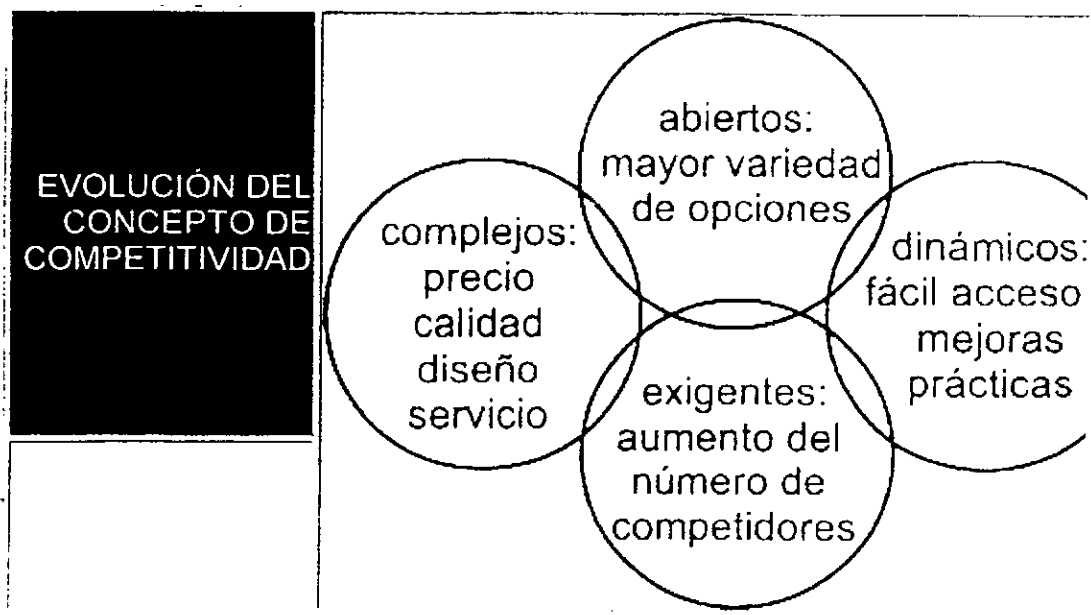 EVOLUCIÓN DEL
CONCEPTO DE
COMPETITIVIDAD
abiertos:
mayor variedad
de opciones
complejos:
precio
calidad
diseño
servicio
dinámicos:
fácil acceso
mejoras
prácticas
exigentes:
aumento del
número de
competidores